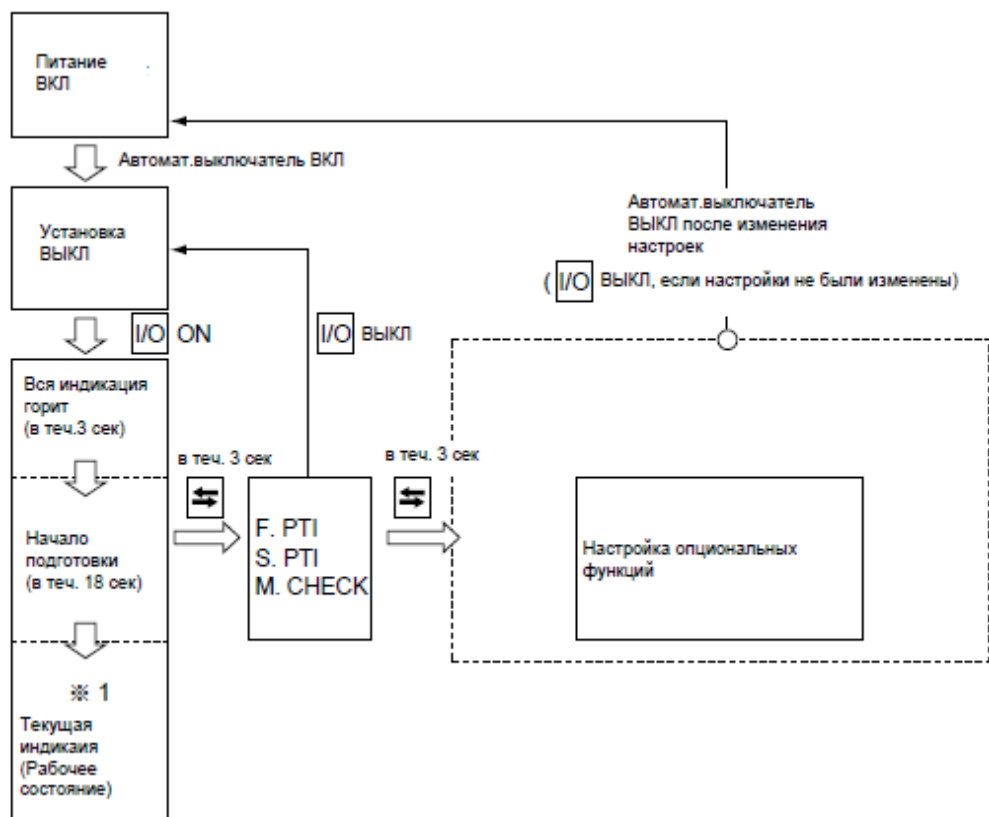 Питание
ВКЛ
Автомат.выключатель ВКЛ
Установка
ВЫКЛ
Автомат.выключатель
ВЫКЛ после изменения
настроек
( I/O ВЫКЛ, если настройки не были изменены)
I/O ON
I/O ВЫКЛ
Вся индикация
горит
(в теч.3 сек)
в теч. 3 сек
в теч. 3 сек
Начало
подготовки
(в теч. 18 сек)
F. PTI
S. PTI
M. CHECK
Настройка опциональных
функций
※ 1
Текущая
индикаия
(Рабочее
состояние)